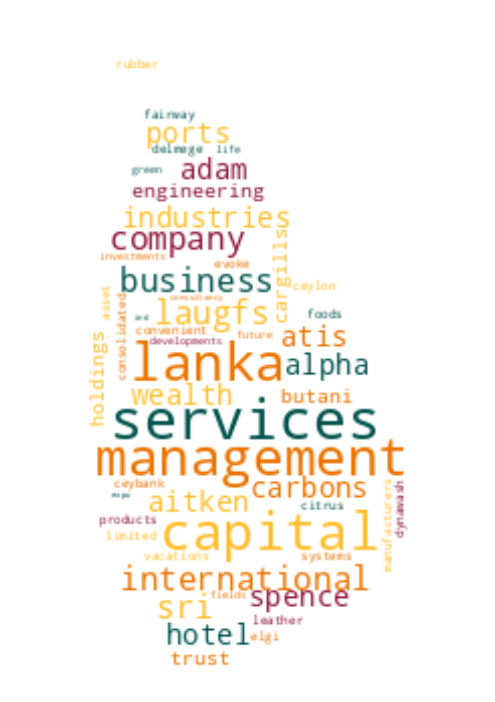 rubber
fairway
ports
delmege life
green adam
engineering
industries
company
cargills
investments
evoke
business
ceylon
asset
consolidated
consultancy
laugfs
foods
ind
convenient
future
atis
developments
holdings
lanka
alpha
wealth
butani
services
management
ceybank
carbons
manufacturers
dynawash
expo
aitken
citrus
products
capital
limited
vacations
systems
international
fields
spence
sri
leather
hotel
elgi
trust